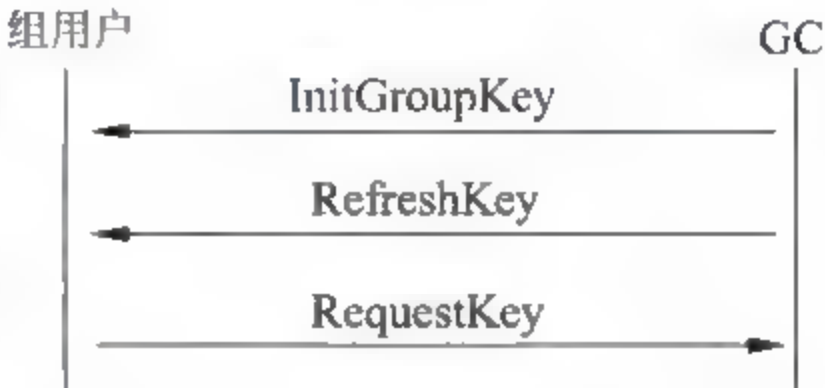 组用户
GC
InitGroupKey
RefreshKey
RequestKey